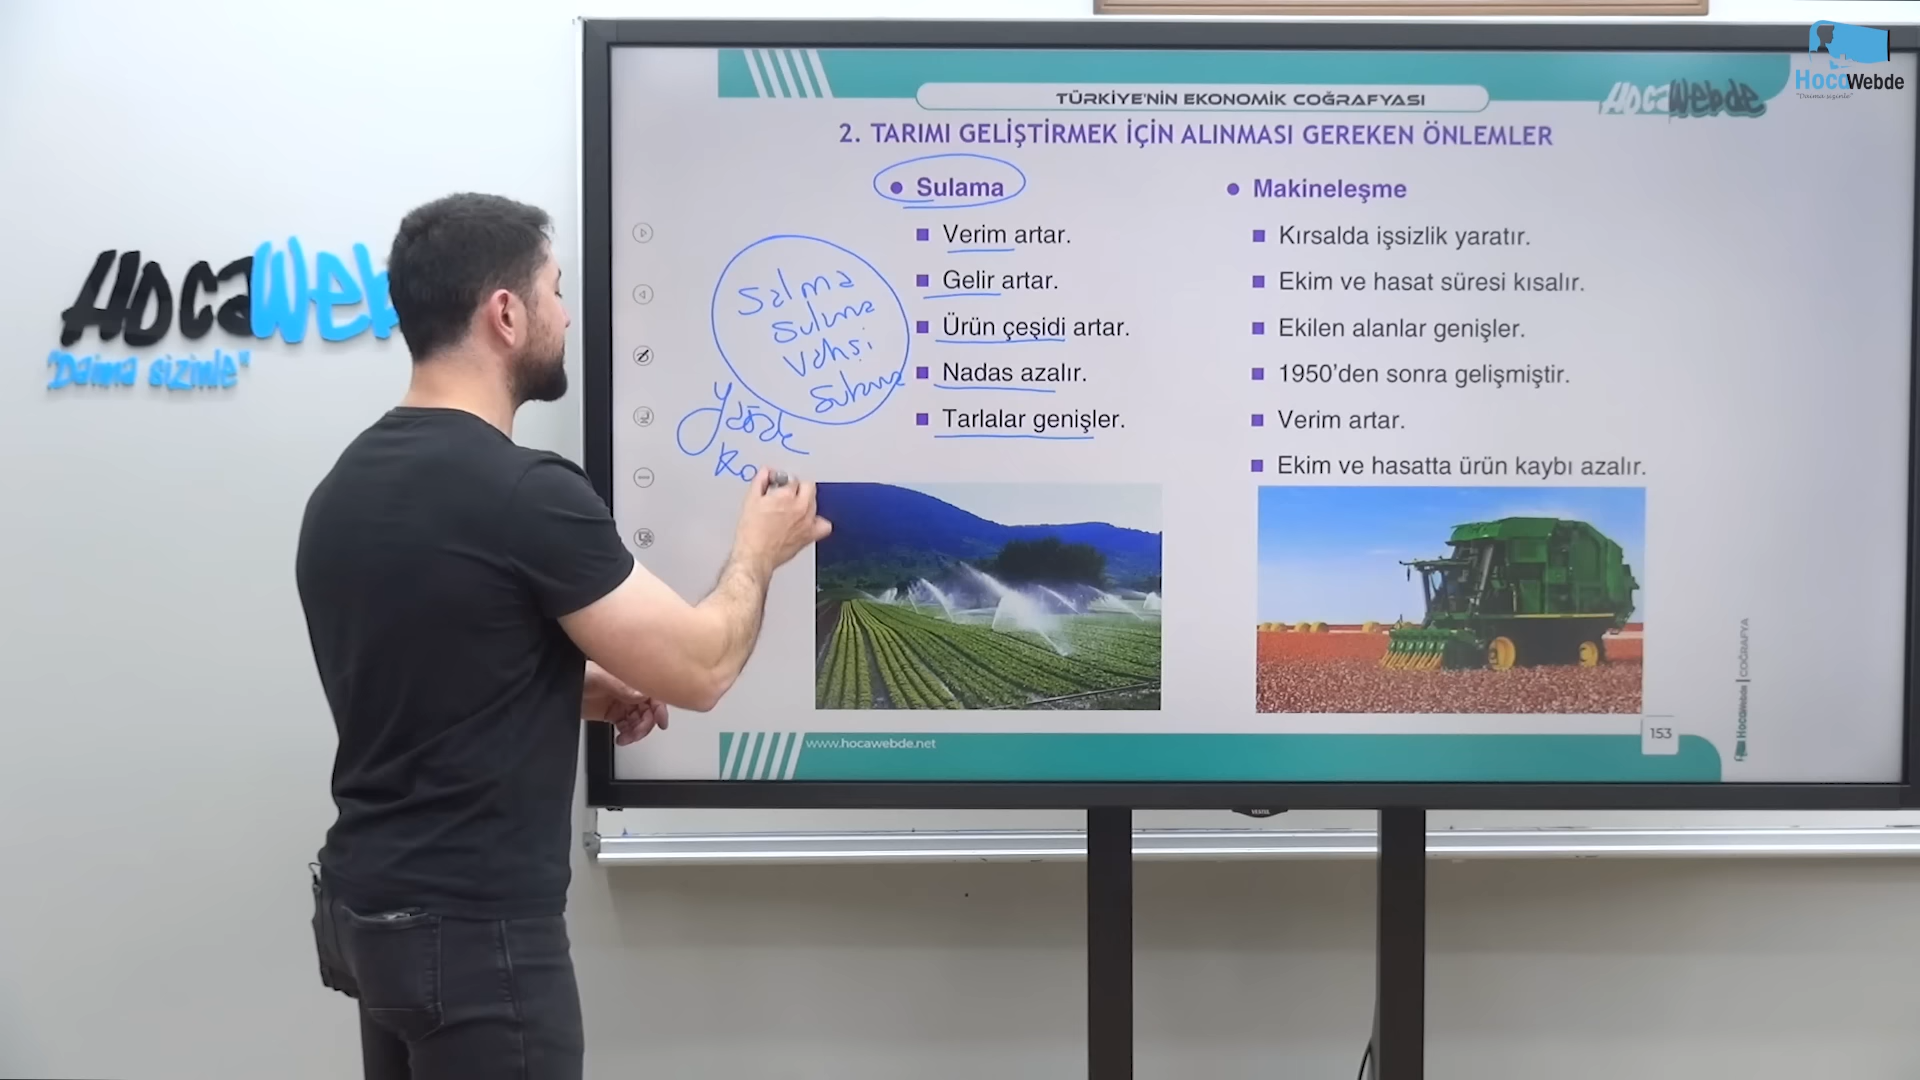 HocaWebde
"Daima sizinle"
HocaWebde
"Daima sizinle"
TÜRKİYE'NİN EKONOMİK COĞRAFYASI
HocaWebde
2. TARIMI GELİŞTİRMEK İÇİN ALINMASI GEREKEN ÖNLEMLER
Sulama
Verim artar.
Gelir artar.
Ürün çeşidi artar.
Nadas azalır.
Tarlalar genişler.
Salma
Sulama
Vahşi
Sulama
Makineleşme
Kırsalda işsizlik yaratır.
Ekim ve hasat süresi kısalır.
Ekilen alanlar genişler.
1950'den sonra gelişmiştir.
Verim artar.
Ekim ve hasatta ürün kaybı azalır.
HocaWebde | COĞRAFYA
153
www.hocawebde.net